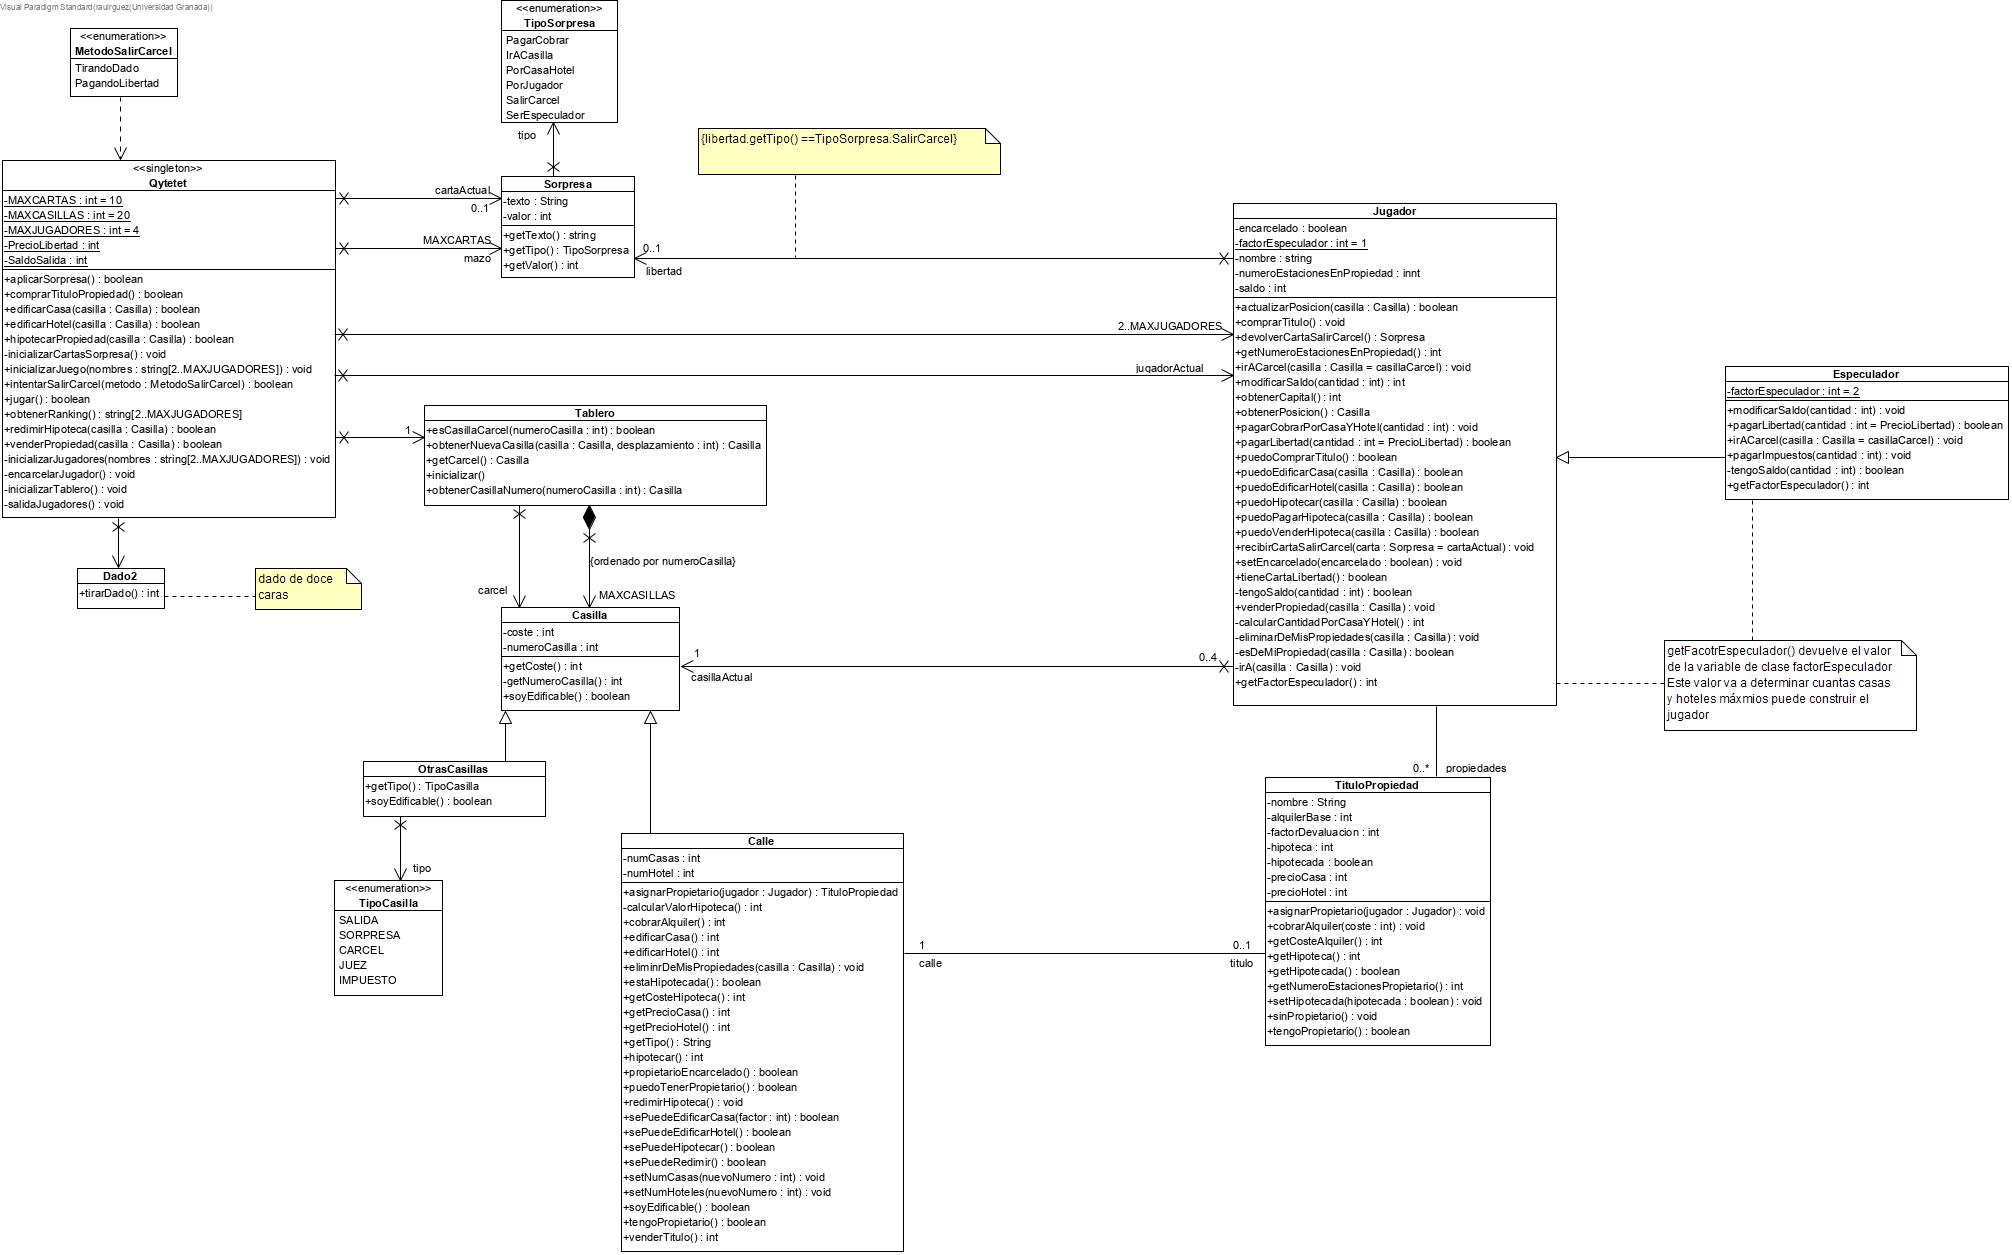 Visual Paradigm Standard(raulrguez(Universidad Granada))
<<enumeration>>
MetodoSalirCarcel
TirandoDado
PagandoLibertad
<<enumeration>>
TipoSorpresa
PagarCobrar
IrACasilla
PorCasaHotel
PorJugador
SalirCarcel
SerEspeculador
tipo
{libertad.getTipo() ==TipoSorpresa.SalirCarcel}
<<singleton>>
Qytetet
-MAXCARTAS : int = 10
-MAXCASILLAS : int = 20
-MAXJUGADORES : int = 4
-PrecioLibertad : int
-SaldoSalida : int
+aplicarSorpresa() : boolean
+comprarTituloPropiedad() : boolean
+edificarCasa(casilla : Casilla) : boolean
+edificarHotel(casilla : Casilla) : boolean
+hipotecarPropiedad(casilla : Casilla) : boolean
-inicializarCartasSorpresa() : void
+inicializarJuego(nombres : string[2..MAXJUGADORES]) : void
+intentarSalirCarcel(metodo : MetodoSalirCarcel) : boolean
+jugar() : boolean
+obtenerRanking() : string[2..MAXJUGADORES]
+redimirHipoteca(casilla : Casilla) : boolean
+venderPropiedad(casilla : Casilla) : boolean
-inicializarJugadores(nombres : string[2..MAXJUGADORES]) : void
-encarcelarJugador() : void
-inicializarTablero() : void
-salidaJugadores() : void
cartaActual
0..1
MAXCARTAS
mazo
Sorpresa
-texto : String
-valor : int
+getTexto() : string
+getTipo() : TipoSorpresa
+getValor() : int
0..1
libertad
2..MAXJUGADORES
jugadorActual
1
Jugador
-encarcelado : boolean
-factorEspeculador : int = 1
-nombre : string
-numeroEstacionesEnPropiedad : innt
-saldo : int
+actualizarPosicion(casilla : Casilla) : boolean
+comprarTitulo() : void
+devolverCartaSalirCarcel() : Sorpresa
+getNumeroEstacionesEnPropiedad() : int
+irACarcel(casilla : Casilla = casillaCarcel) : void
+modificarSaldo(cantidad : int) : int
+obtenerCapital() : int
+obtenerPosicion() : Casilla
+pagarCobrarPorCasaYHotel(cantidad : int) : void
+pagarLibertad(cantidad : int = PrecioLibertad) : boolean
+puedoComprarTitulo() : boolean
+puedoEdificarCasa(casilla : Casilla) : boolean
+puedoEdificarHotel(casilla : Casilla) : boolean
+puedoHipotecar(casilla : Casilla) : boolean
+puedoPagarHipoteca(casilla : Casilla) : boolean
+puedoVenderHipoteca(casilla : Casilla) : boolean
+recibirCartaSalirCarcel(carta : Sorpresa = cartaActual) : void
+setEncarcelado(encarcelado : boolean) : void
+tieneCartaLibertad() : boolean
-tengoSaldo(cantidad : int) : boolean
+venderPropiedad(casilla : Casilla) : void
-calcularCantidadPorCasaYHotel() : int
-eliminarDeMisPropiedades(casilla : Casilla) : void
-esDeMiPropiedad(casilla : Casilla) : boolean
-irA(casilla : Casilla) : void
+getFactorEspeculador() : int
Especulador
-factorEspeculador : int = 2
+modificarSaldo(cantidad : int) : void
+pagarLibertad(cantidad : int = PrecioLibertad) : boolean
+irACarcel(casilla : Casilla = casillaCarcel) : void
+pagarImpuestos(cantidad : int) : void
-tengoSaldo(cantidad : int) : boolean
+getFactorEspeculador() : int
Tablero
+esCasillaCarcel(numeroCasilla : int) : boolean
+obtenerNuevaCasilla(casilla : Casilla, desplazamiento : int) : Casilla
+getCarcel() : Casilla
+inicializar()
+obtenerCasillaNumero(numeroCasilla : int) : Casilla
{ordenado por numeroCasilla}
carcel
MAXCASILLAS
Dado2
+tirarDado() : int
dado de doce
caras
Casilla
-coste : int
-numeroCasilla : int
+getCoste() : int
-getNumeroCasilla() : int
+soyEdificable() : boolean
1
casillaActual
0..4
getFacotrEspeculador() devuelve el valor
de la variable de clase factorEspeculador
Este valor va a determinar cuantas casas
y hoteles máxmios puede construir el
jugador
OtrasCasillas
+getTipo() : TipoCasilla
+soyEdificable() : boolean
tipo
<<enumeration>>
TipoCasilla
SALIDA
SORPRESA
CARCEL
JUEZ
IMPUESTO
Calle
-numCasas : int
-numHotel : int
+asignarPropietario(jugador : Jugador) : TituloPropiedad
-calcularValorHipoteca() : int
+cobrarAlquiler() : int
+edificarCasa() : int
+edificarHotel() : int
+eliminrDeMisPropiedades(casilla : Casilla) : void
+estaHipotecada() : boolean
+getCosteHipoteca() : int
+getPrecioCasa() : int
+getPrecioHotel() : int
+getTipo() : String
+hipotecar() : int
+propietarioEncarcelado() : boolean
+puedoTenerPropietario() : boolean
+redimirHipoteca() : void
+sePuedeEdificarCasa(factor : int) : boolean
+sePuedeEdificarHotel() : boolean
+sePuedeHipotecar() : boolean
+sePuedeRedimir() : boolean
+setNumCasas(nuevoNumero : int) : void
+setNumHoteles(nuevoNumero : int) : void
+soyEdificable() : boolean
+tengoPropietario() : boolean
+venderTitulo() : int
1
calle
0..1
titulo
0..*
propiedades
TituloPropiedad
-nombre : String
-alquilerBase : int
-factorDevaluacion : int
-hipoteca : int
-hipotecada : boolean
-precioCasa : int
-precioHotel : int
+asignarPropietario(jugador : Jugador) : void
+cobrarAlquiler(coste : int) : void
+getCosteAlquiler() : int
+getHipoteca() : int
+getHipotecada() : boolean
+getNumeroEstacionesPropietario() : int
+setHipotecada(hipotecada : boolean) : void
+sinPropietario() : void
+tengoPropietario() : boolean